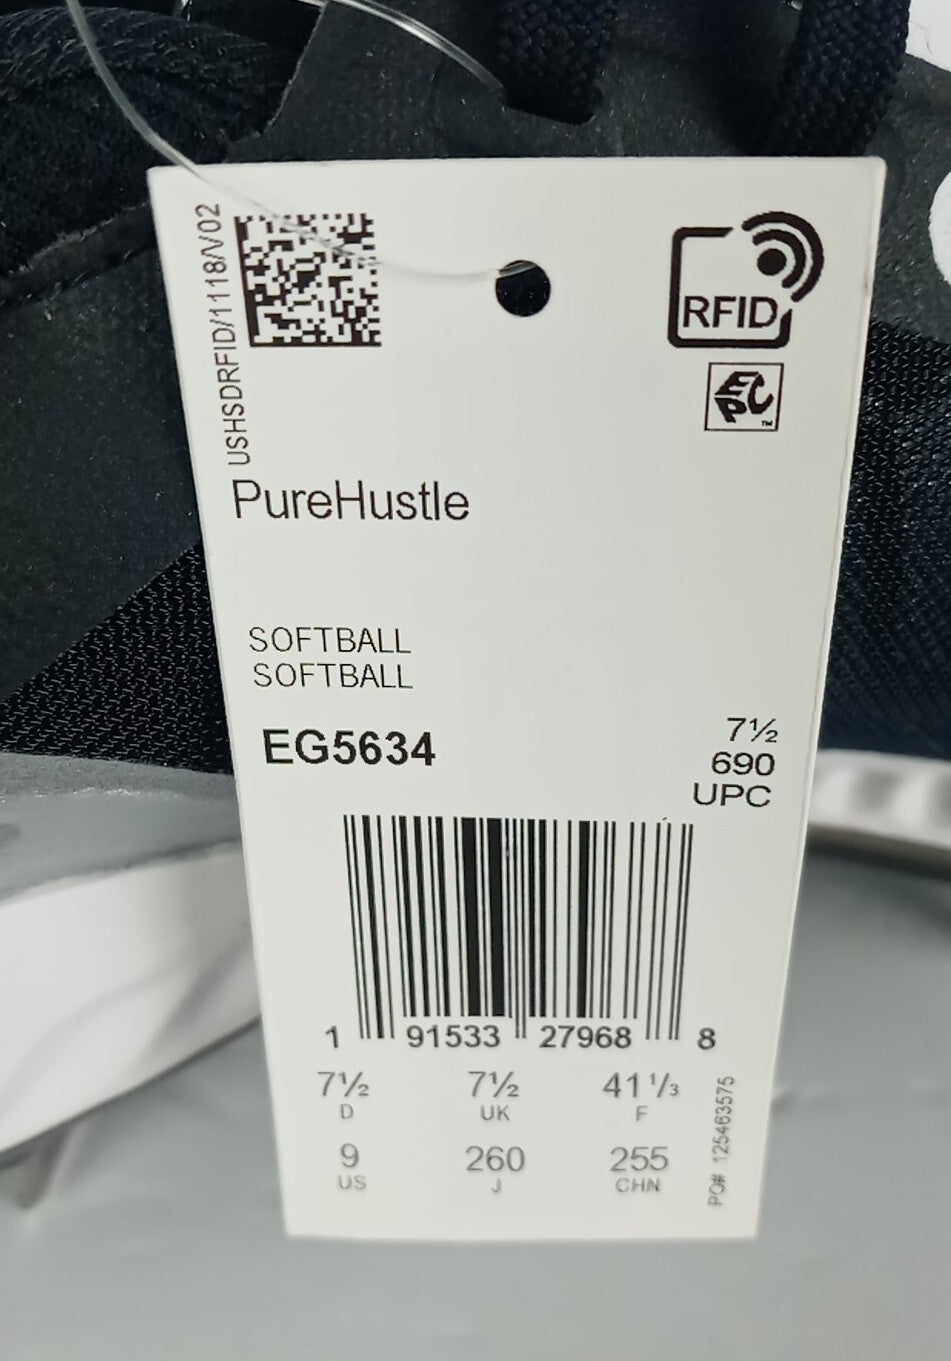 USHSDRFID/1118/V02
RFID
EPC
™
PureHustle
SOFTBALL
SOFTBALL
EG5634
7½
690
UPC
1 91533 27968 8
7½ 7½ 41 ⅓
D UK F
9 260 255
US J CHN
PO# 125463575